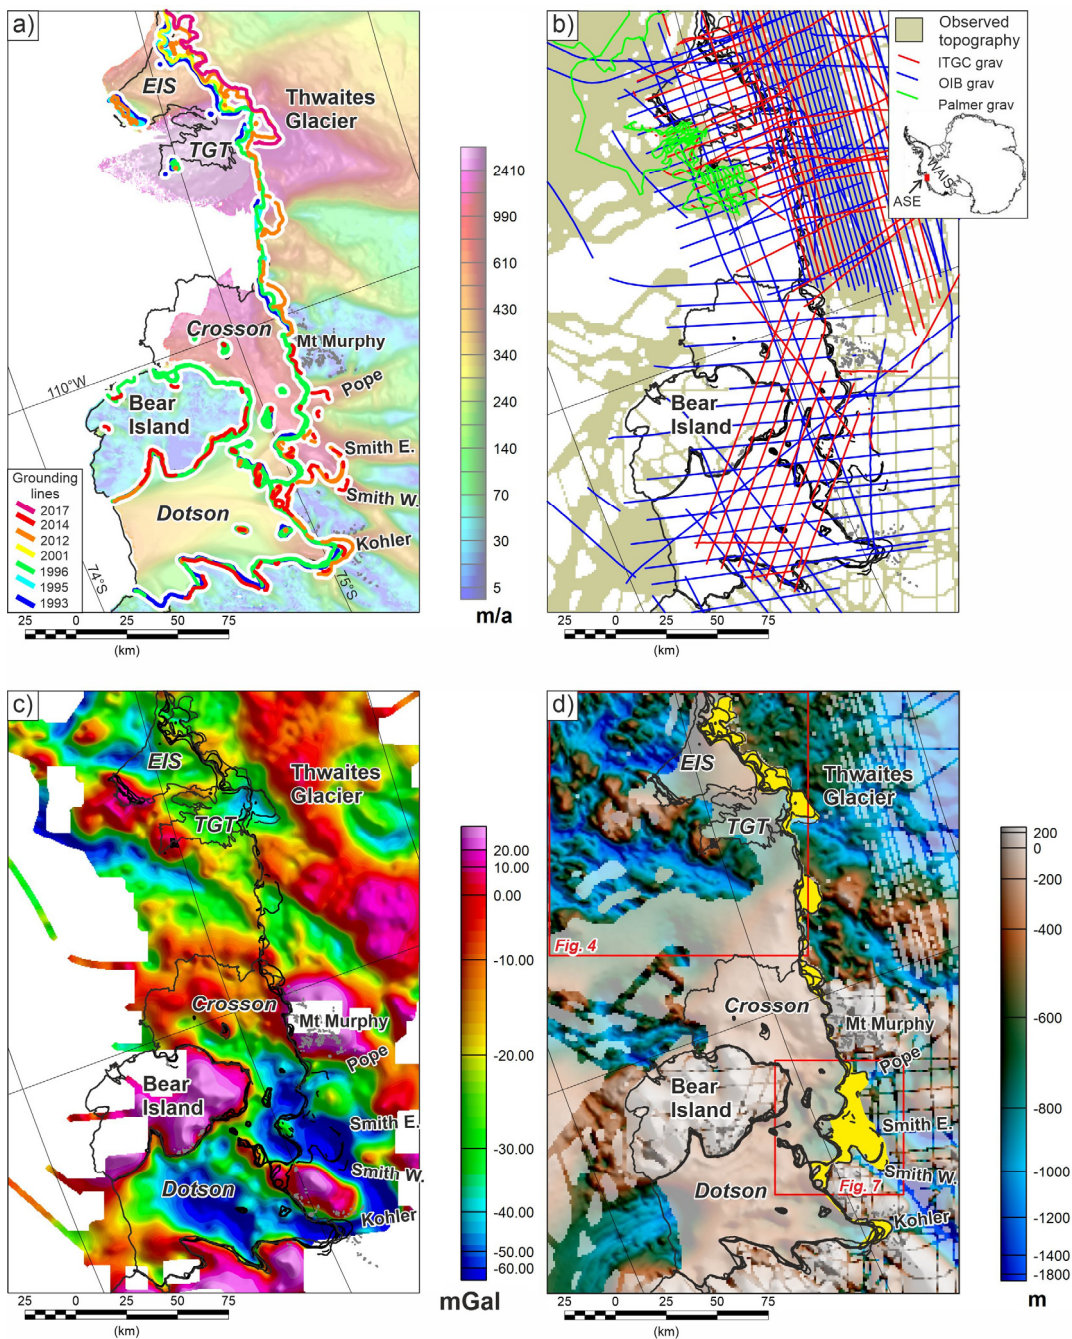 a)
EIS
Thwaites
Glacier
TGT
Crosson
Mt Murphy
110°W
Pope
Bear
Island
Smith E.
Smith W.
Dotson
Kohler
74°S
75°S
Grounding
lines
2017
2014
2012
2001
1996
1995
1993
2410
990
610
430
340
240
140
70
30
5
m/a
25 0 25 50 75
(km)
b)
Observed
topography
ITGC grav
OIB grav
Palmer grav
WAIS
ASE
Bear
Island
25 0 25 50 75
(km)
c)
EIS
Thwaites
Glacier
TGT
Crosson
Mt Murphy
Pope
Bear
Island
Smith E.
Smith W.
Dotson
Kohler
20.00
10.00
0.00
-10.00
-20.00
-30.00
-40.00
-50.00
-60.00
mGal
25 0 25 50 75
(km)
d)
EIS
Thwaites
Glacier
TGT
Fig. 4
Crosson
Mt Murphy
Pope
Bear
Island
Smith E.
Smith W.
Fig. 7
Dotson
Kohler
200
0
-200
-400
-600
-800
-1000
-1200
-1400
-1800
m
25 0 25 50 75
(km)